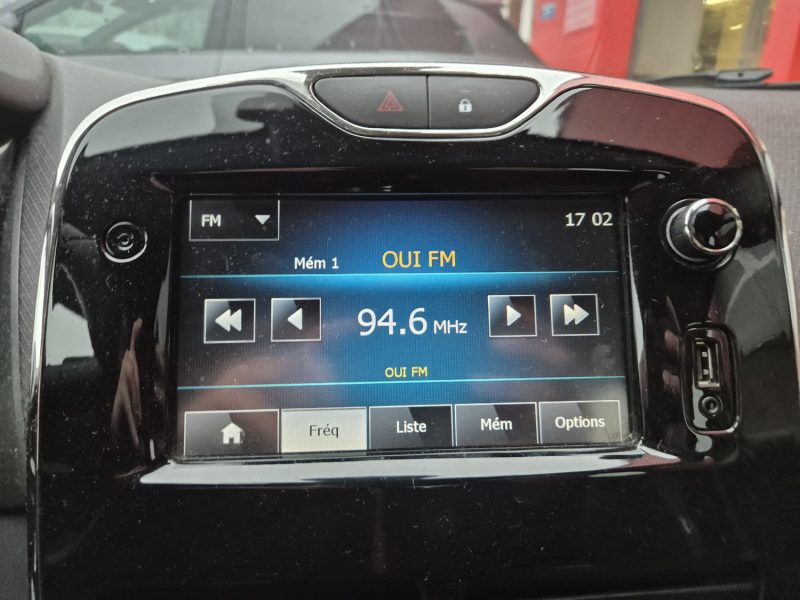 FM
17 02
Mém 1 OUI FM
94.6 MHz
OUI FM
Fréq Liste Mém Options